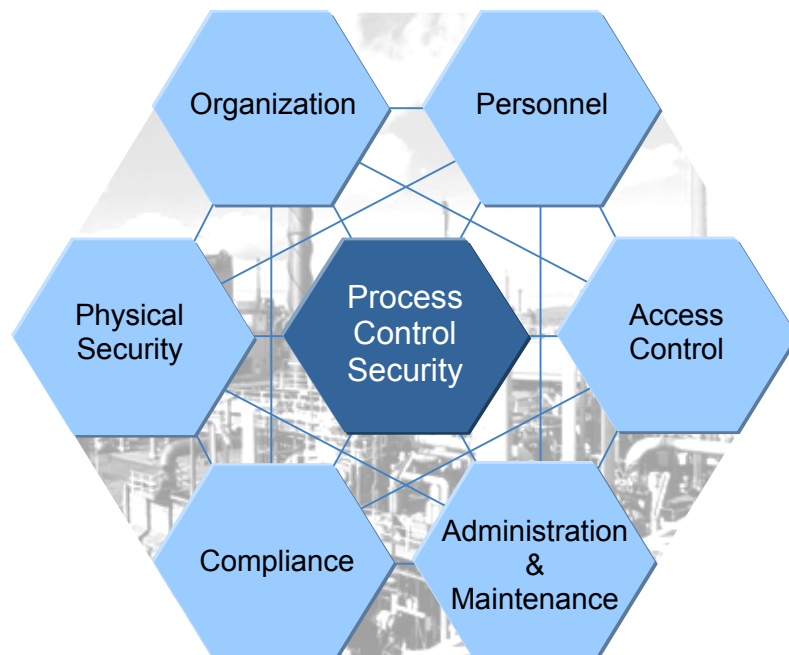 Organization
Personnel
Physical
Security
Process
Control
Security
Access
Control
Compliance
Administration
&
Maintenance